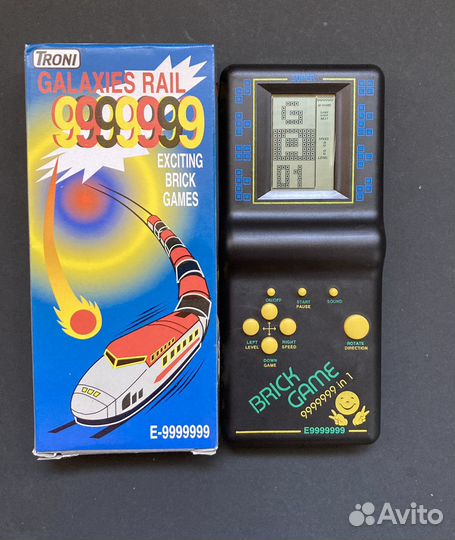 TRONI
GALAXIES RAIL
9999999
EXCITING
BRICK
GAMES
E-9999999
ON/OFF
START
PAUSE
SOUND
LEFT
LEVEL
RIGHT
SPEED
DOWN
GAME
ROTATE
DIRECTION
BRICK
GAME
9999999 in 1
E9999999
Avito